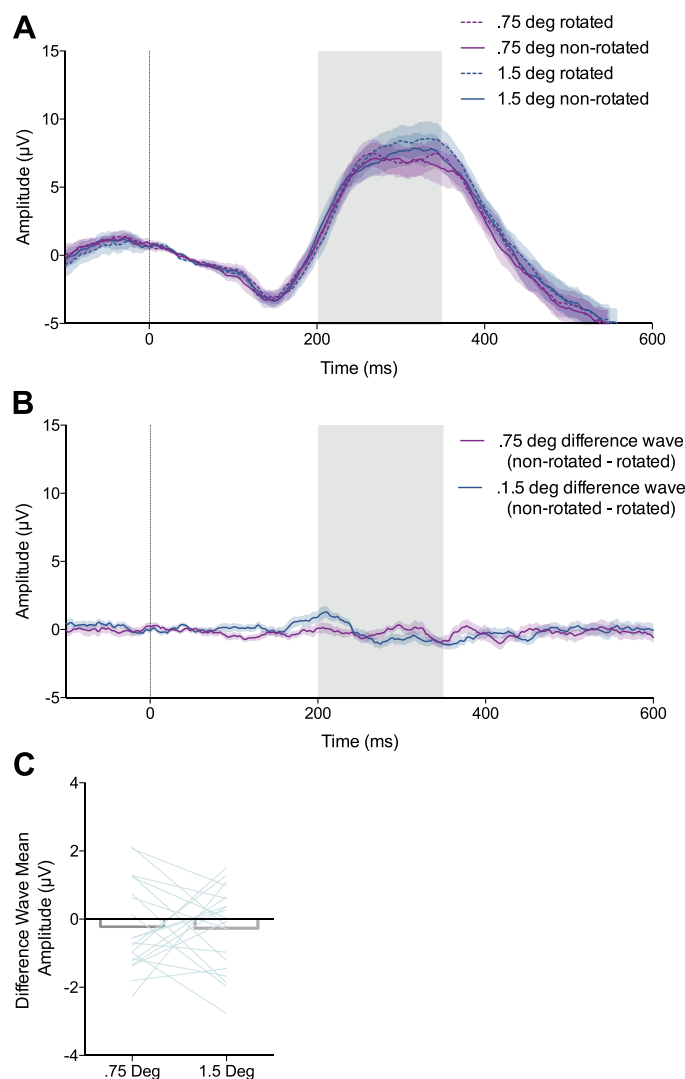 A
.75 deg rotated
.75 deg non-rotated
1.5 deg rotated
1.5 deg non-rotated
15
10
5
0
-5
Amplitude (µV)
0
200
400
600
Time (ms)
B
.75 deg difference wave
(non-rotated - rotated)
.1.5 deg difference wave
(non-rotated - rotated)
15
10
5
0
-5
Amplitude (µV)
0
200
400
600
Time (ms)
C
4
2
0
-2
-4
Difference Wave Mean
Amplitude (µV)
.75 Deg
1.5 Deg